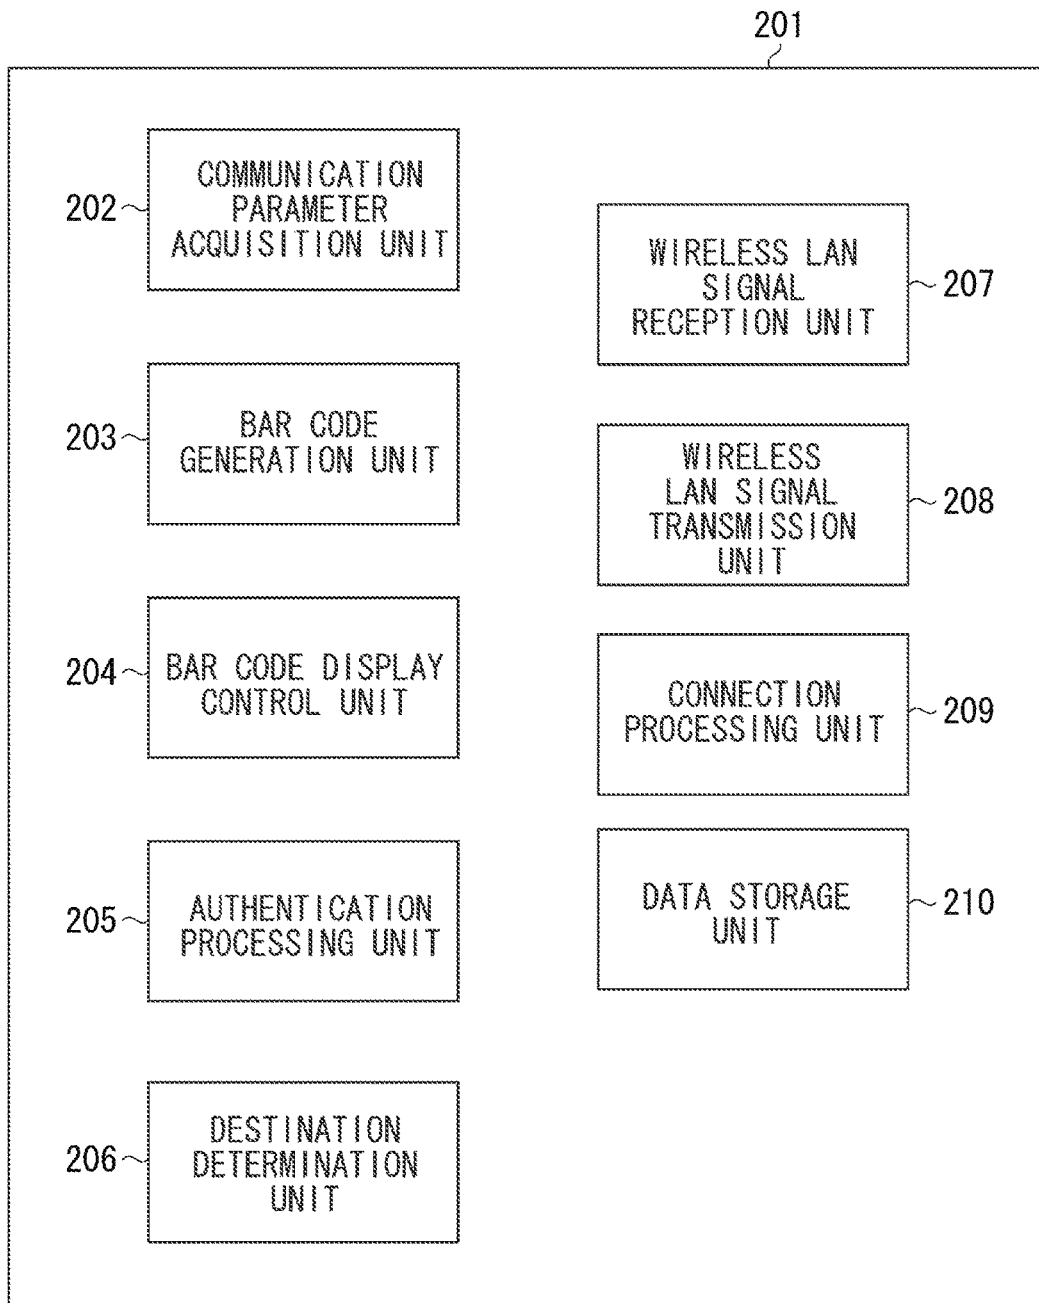 201
202
COMMUNICATION
PARAMETER
ACQUISITION UNIT
203
BAR CODE
GENERATION UNIT
204
BAR CODE DISPLAY
CONTROL UNIT
205
AUTHENTICATION
PROCESSING UNIT
206
DESTINATION
DETERMINATION
UNIT
WIRELESS LAN
SIGNAL
RECEPTION UNIT
207
WIRELESS
LAN SIGNAL
TRANSMISSION
UNIT
208
CONNECTION
PROCESSING UNIT
209
DATA STORAGE
UNIT
210